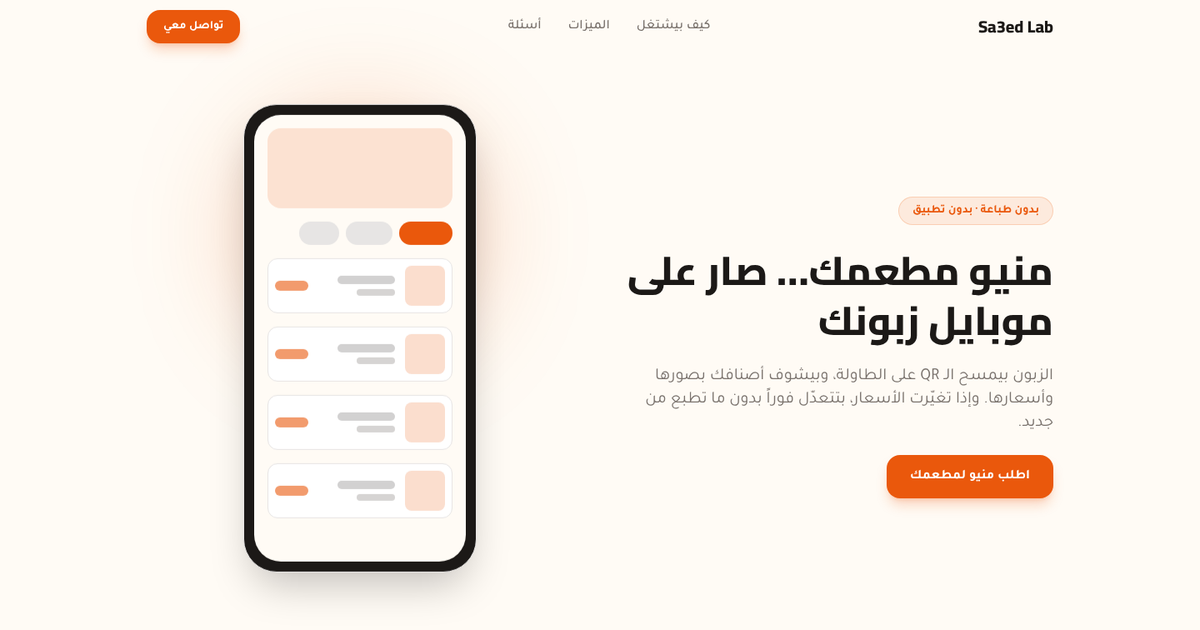 Sa3ed Lab
كيف بيشتغل
الميزات
أسئلة
تواصل معي
بدون طباعة · بدون تطبيق
منيو مطعمك... صار على
موبايل زبونك
الزبون بيمسح الـ QR على الطاولة، وبيشوف أصنافك بصورها
وأسعارها. وإذا تغيّرت الأسعار، بتتعدّل فوراً بدون ما تطبع من
جديد.
اطلب منيو لمطعمك